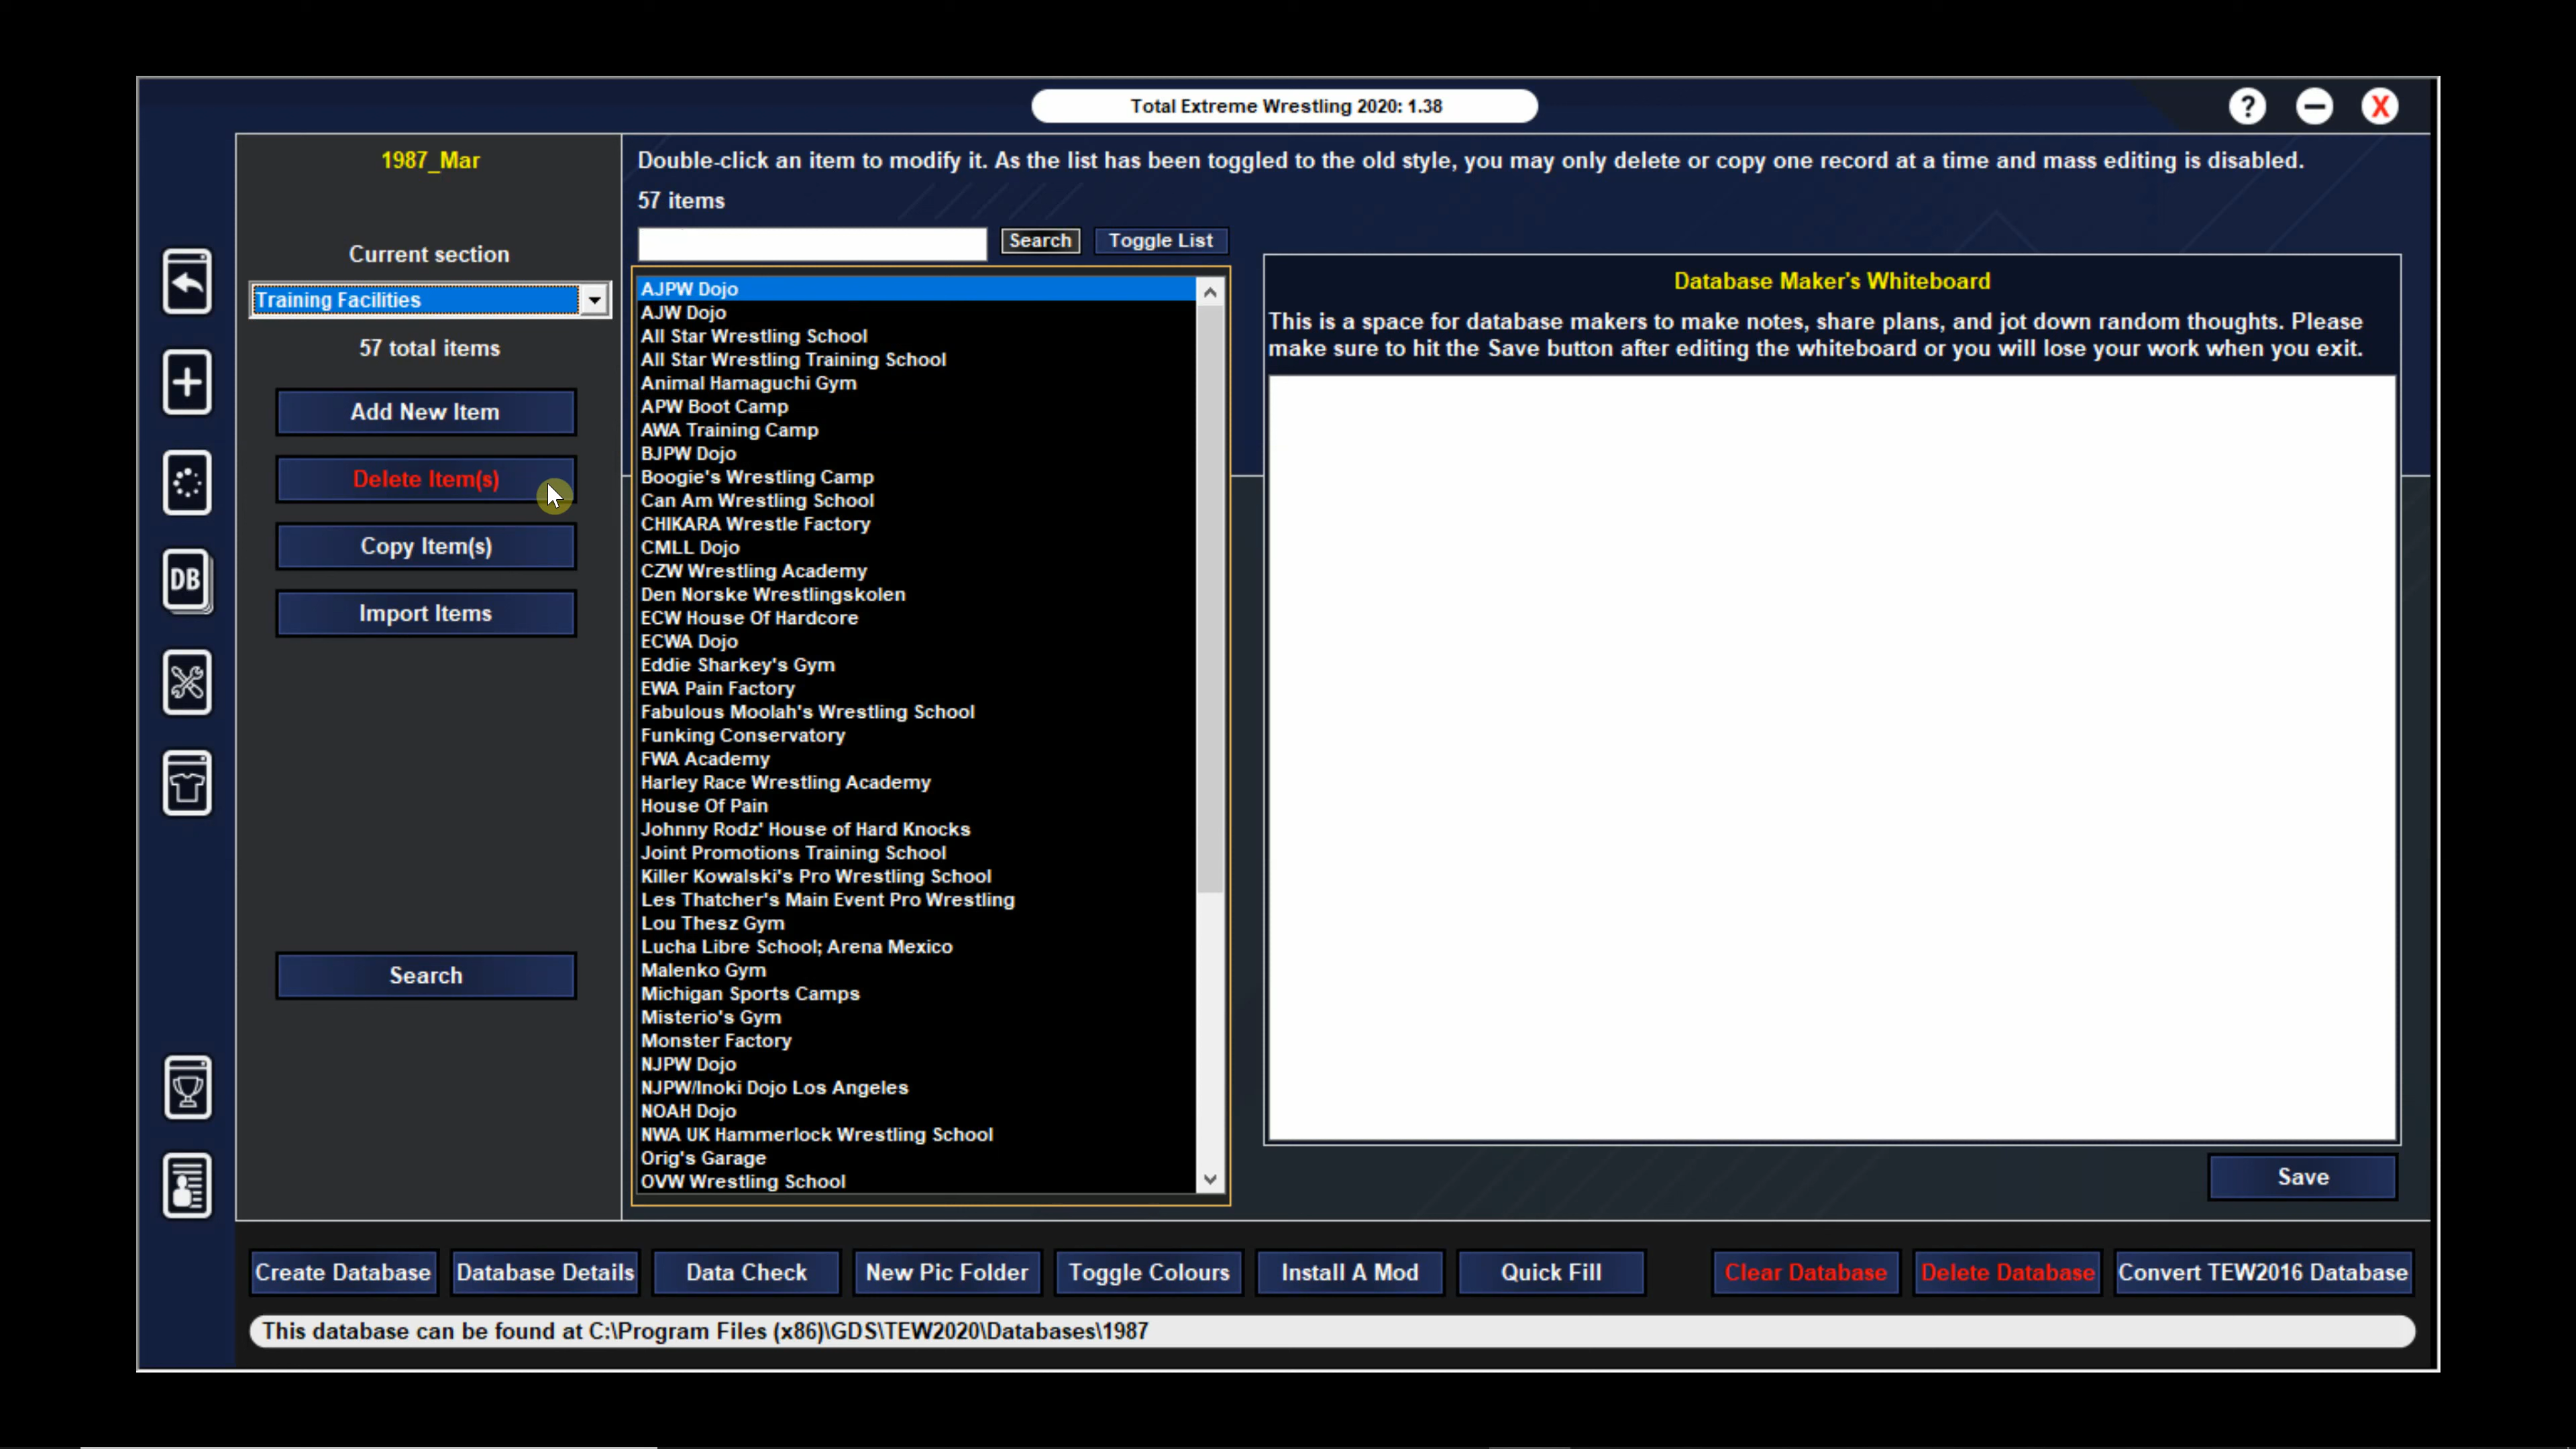 Total Extreme Wrestling 2020: 1.38
?
X
1987_Mar
Current section
Training Facilities
57 total items
Add New Item
Delete Item(s)
Copy Item(s)
Import Items
Search
DB
Double-click an item to modify it. As the list has been toggled to the old style, you may only delete or copy one record at a time and mass editing is disabled.
57 items
Search
Toggle List
AJPW Dojo
AJW Dojo
All Star Wrestling School
All Star Wrestling Training School
Animal Hamaguchi Gym
APW Boot Camp
AWA Training Camp
BJPW Dojo
Boogie's Wrestling Camp
Can Am Wrestling School
CHIKARA Wrestle Factory
CMLL Dojo
CZW Wrestling Academy
Den Norske Wrestlingskolen
ECW House Of Hardcore
ECWA Dojo
Eddie Sharkey's Gym
EWA Pain Factory
Fabulous Moolah's Wrestling School
Funking Conservatory
FWA Academy
Harley Race Wrestling Academy
House Of Pain
Johnny Rodz' House of Hard Knocks
Joint Promotions Training School
Killer Kowalski's Pro Wrestling School
Les Thatcher's Main Event Pro Wrestling
Lou Thesz Gym
Lucha Libre School; Arena Mexico
Malenko Gym
Michigan Sports Camps
Misterio's Gym
Monster Factory
NJPW Dojo
NJPW/Inoki Dojo Los Angeles
NOAH Dojo
NWA UK Hammerlock Wrestling School
Orig's Garage
OVW Wrestling School
Database Maker's Whiteboard
This is a space for database makers to make notes, share plans, and jot down random thoughts. Please
make sure to hit the Save button after editing the whiteboard or you will lose your work when you exit.
Save
Create Database
Database Details
Data Check
New Pic Folder
Toggle Colours
Install A Mod
Quick Fill
Clear Database
Delete Database
Convert TEW2016 Database
This database can be found at C:\Program Files (x86)\GDS\TEW2020\Databases\1987